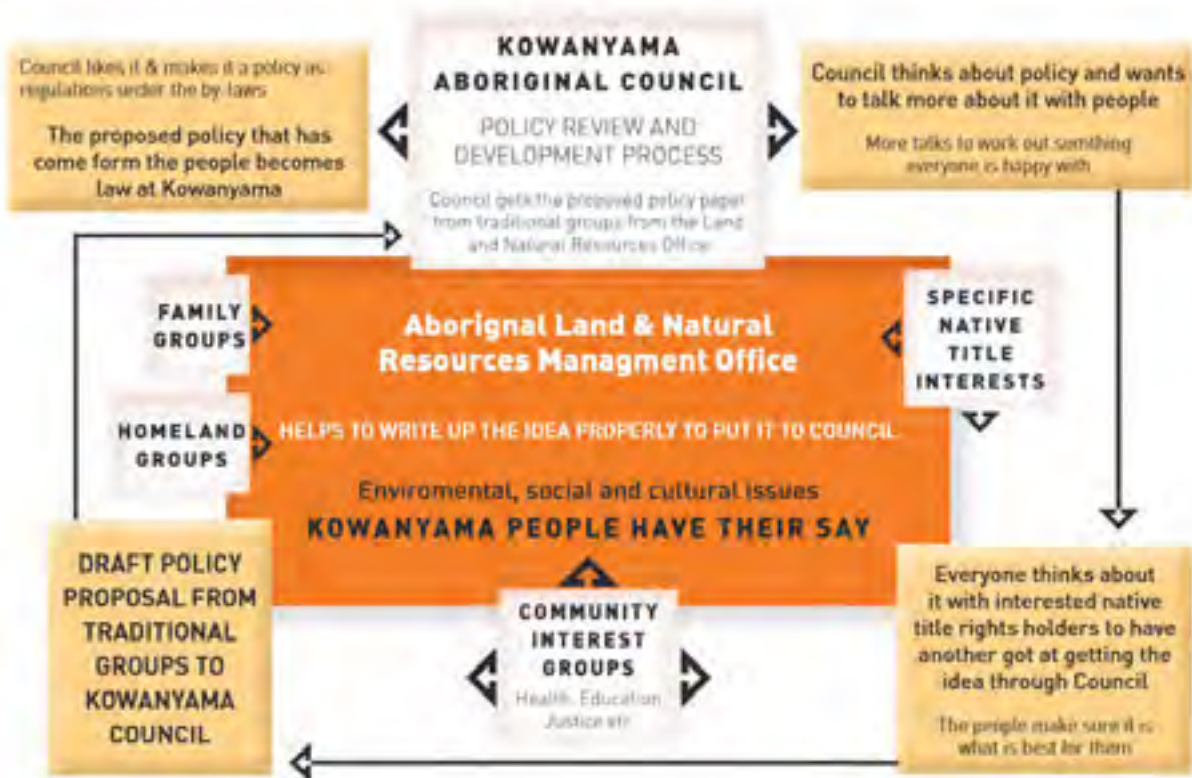 KOWANYAMA
ABORIGINAL COUNCIL
POLICY REVIEW AND
DEVELOPMENT PROCESS
Council gets the proposed policy paper
from traditional groups from the Land
and Natural Resources Office
Council likes it & makes it a policy as
regulations under the by-laws
The proposed policy that has
come form the people becomes
law at Kowanyama
Council thinks about policy and wants
to talk more about it with people
More talks to work out somthing
everyone is happy with
FAMILY
GROUPS
HOMELAND
GROUPS
Aborignal Land & Natural
Resources Managment Office
HELPS TO WRITE UP THE IDEA PROPERLY TO PUT IT TO COUNCIL
Enviromental, social and cultural issues
KOWANYAMA PEOPLE HAVE THEIR SAY
SPECIFIC
NATIVE
TITLE
INTERESTS
DRAFT POLICY
PROPOSAL FROM
TRADITIONAL
GROUPS TO
KOWANYAMA
COUNCIL
COMMUNITY
INTEREST
GROUPS
Health, Education
Justice etc
Everyone thinks about
it with interested native
title rights holders to have
another got at getting the
idea through Council
The people make sure it is
what is best for them